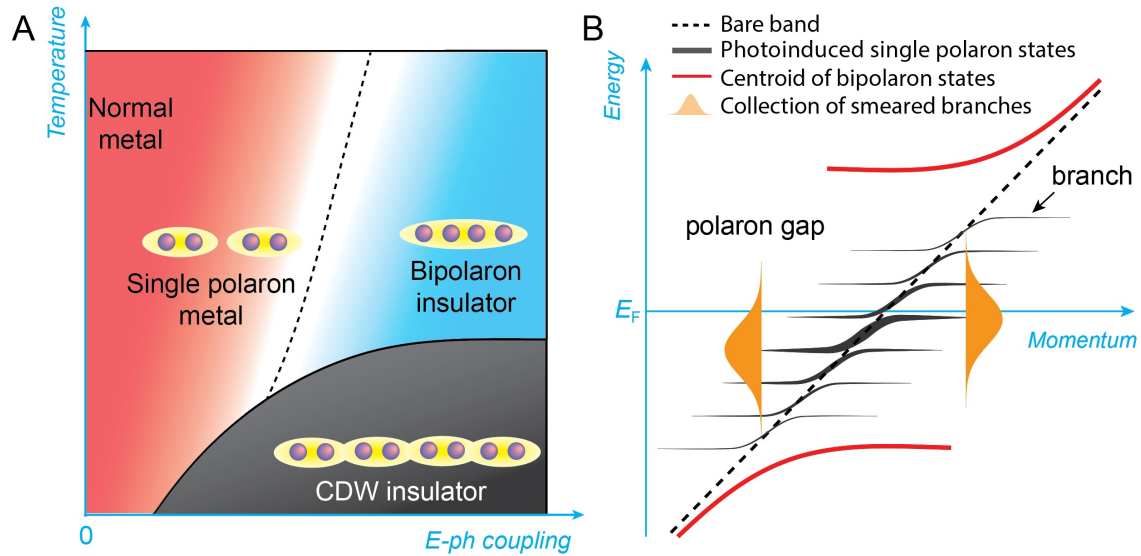 A
Temperature
Normal
metal
Single polaron
metal
Bipolaron
insulator
CDW insulator
0
E-ph coupling
B
Bare band
Photoinduced single polaron states
Centroid of bipolaron states
Collection of smeared branches
Energy
branch
polaron gap
E_F
Momentum